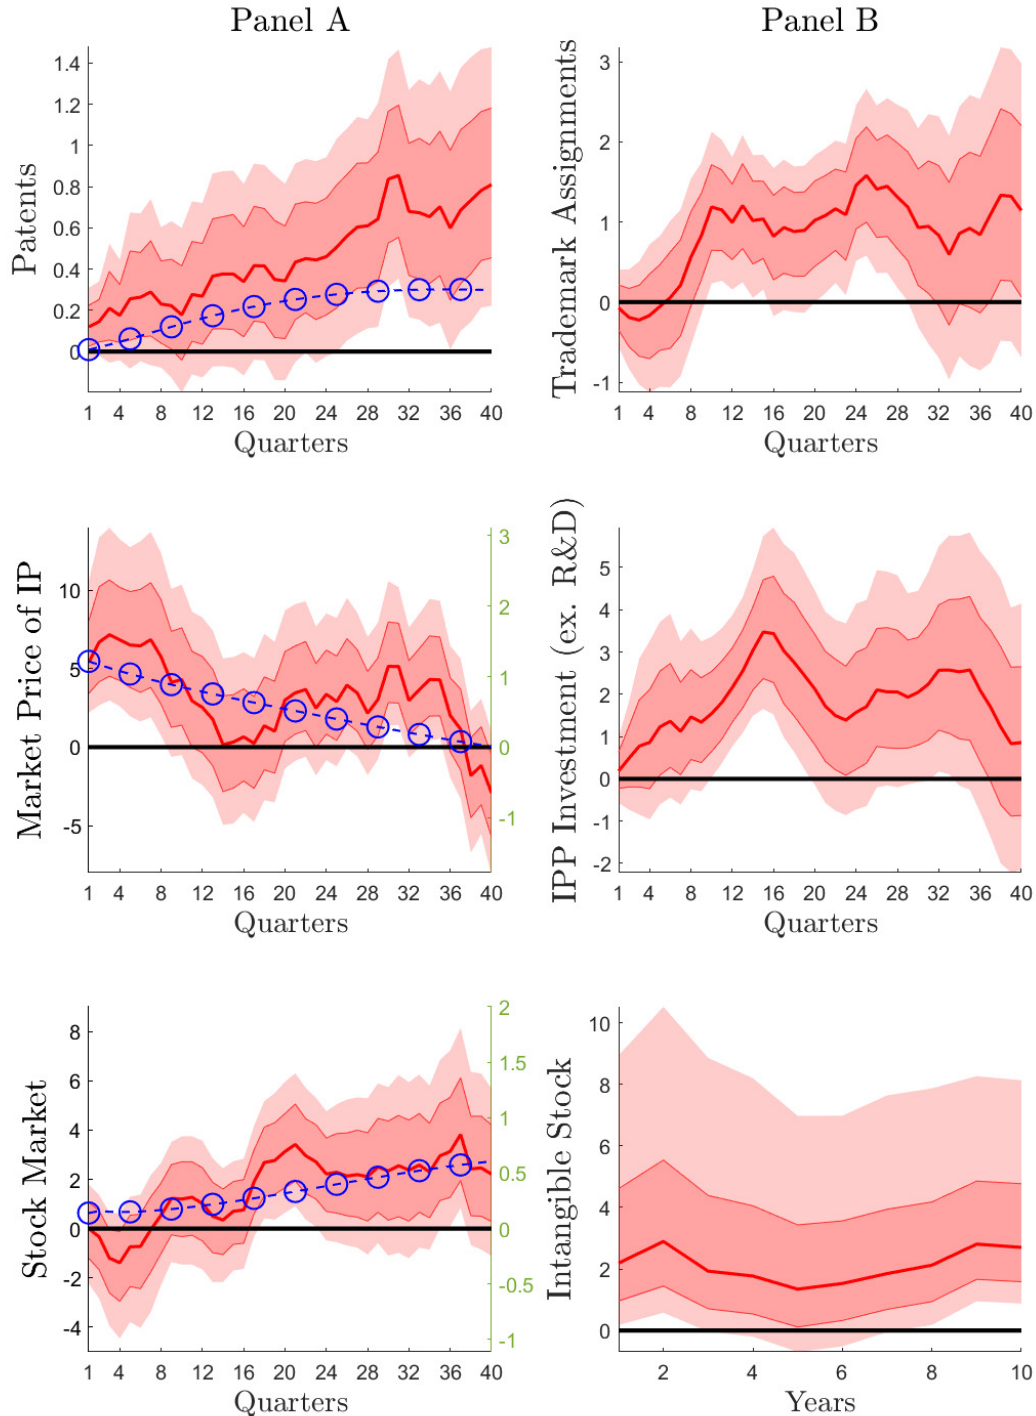 Panel A
Panel B
Patents
1.4
1.2
1
0.8
0.6
0.4
0.2
0
1 4 8 12 16 20 24 28 32 36 40
Quarters
Trademark Assignments
3
2
1
0
-1
1 4 8 12 16 20 24 28 32 36 40
Quarters
Market Price of IP
10
5
0
-5
3
2
1
0
-1
1 4 8 12 16 20 24 28 32 36 40
Quarters
IPP Investment (ex. R&D)
5
4
3
2
1
0
-1
-2
1 4 8 12 16 20 24 28 32 36 40
Quarters
Stock Market
8
6
4
2
0
-2
-4
2
1.5
1
0.5
0
-0.5
-1
1 4 8 12 16 20 24 28 32 36 40
Quarters
Intangible Stock
10
8
6
4
2
0
2 4 6 8 10
Years